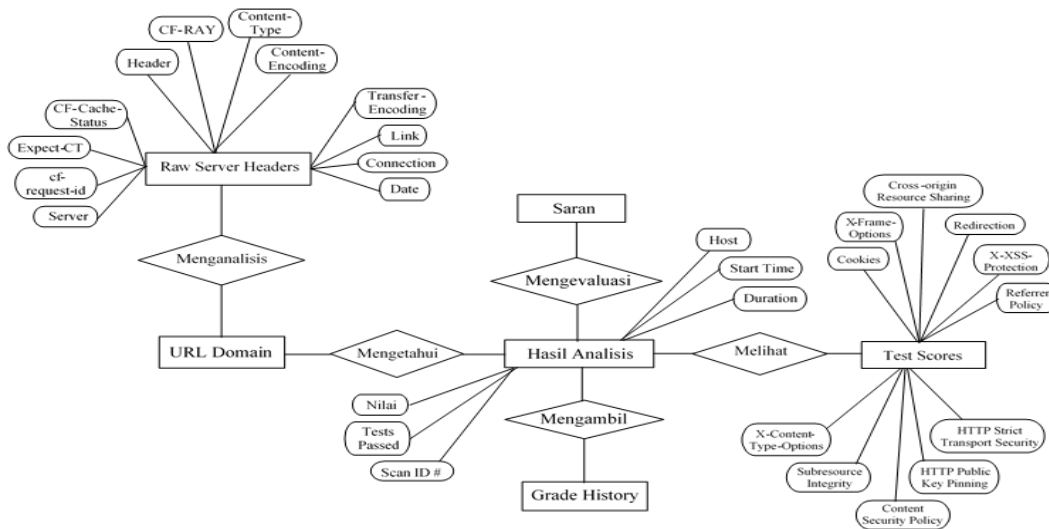 CF-RAY
Content-
Type
Header
Content-
Encoding
CF-Cache-
Status
Transfer-
Encoding
Expect-CT
Link
Raw Server Headers
Connection
cf-
request-id
Date
Server
Menganalisis
Saran
Mengevaluasi
Host
Start Time
Duration
Cross-origin
Resource Sharing
X-Frame-
Options
Redirection
Cookies
X-XSS-
Protection
Referrer
Policy
URL Domain
Mengetahui
Hasil Analisis
Melihat
Test Scores
Nilai
Tests
Passed
Scan ID #
Mengambil
Grade History
X-Content-
Type-Options
HTTP Strict
Transport Security
Subresource
Integrity
HTTP Public
Key Pinning
Content
Security Policy